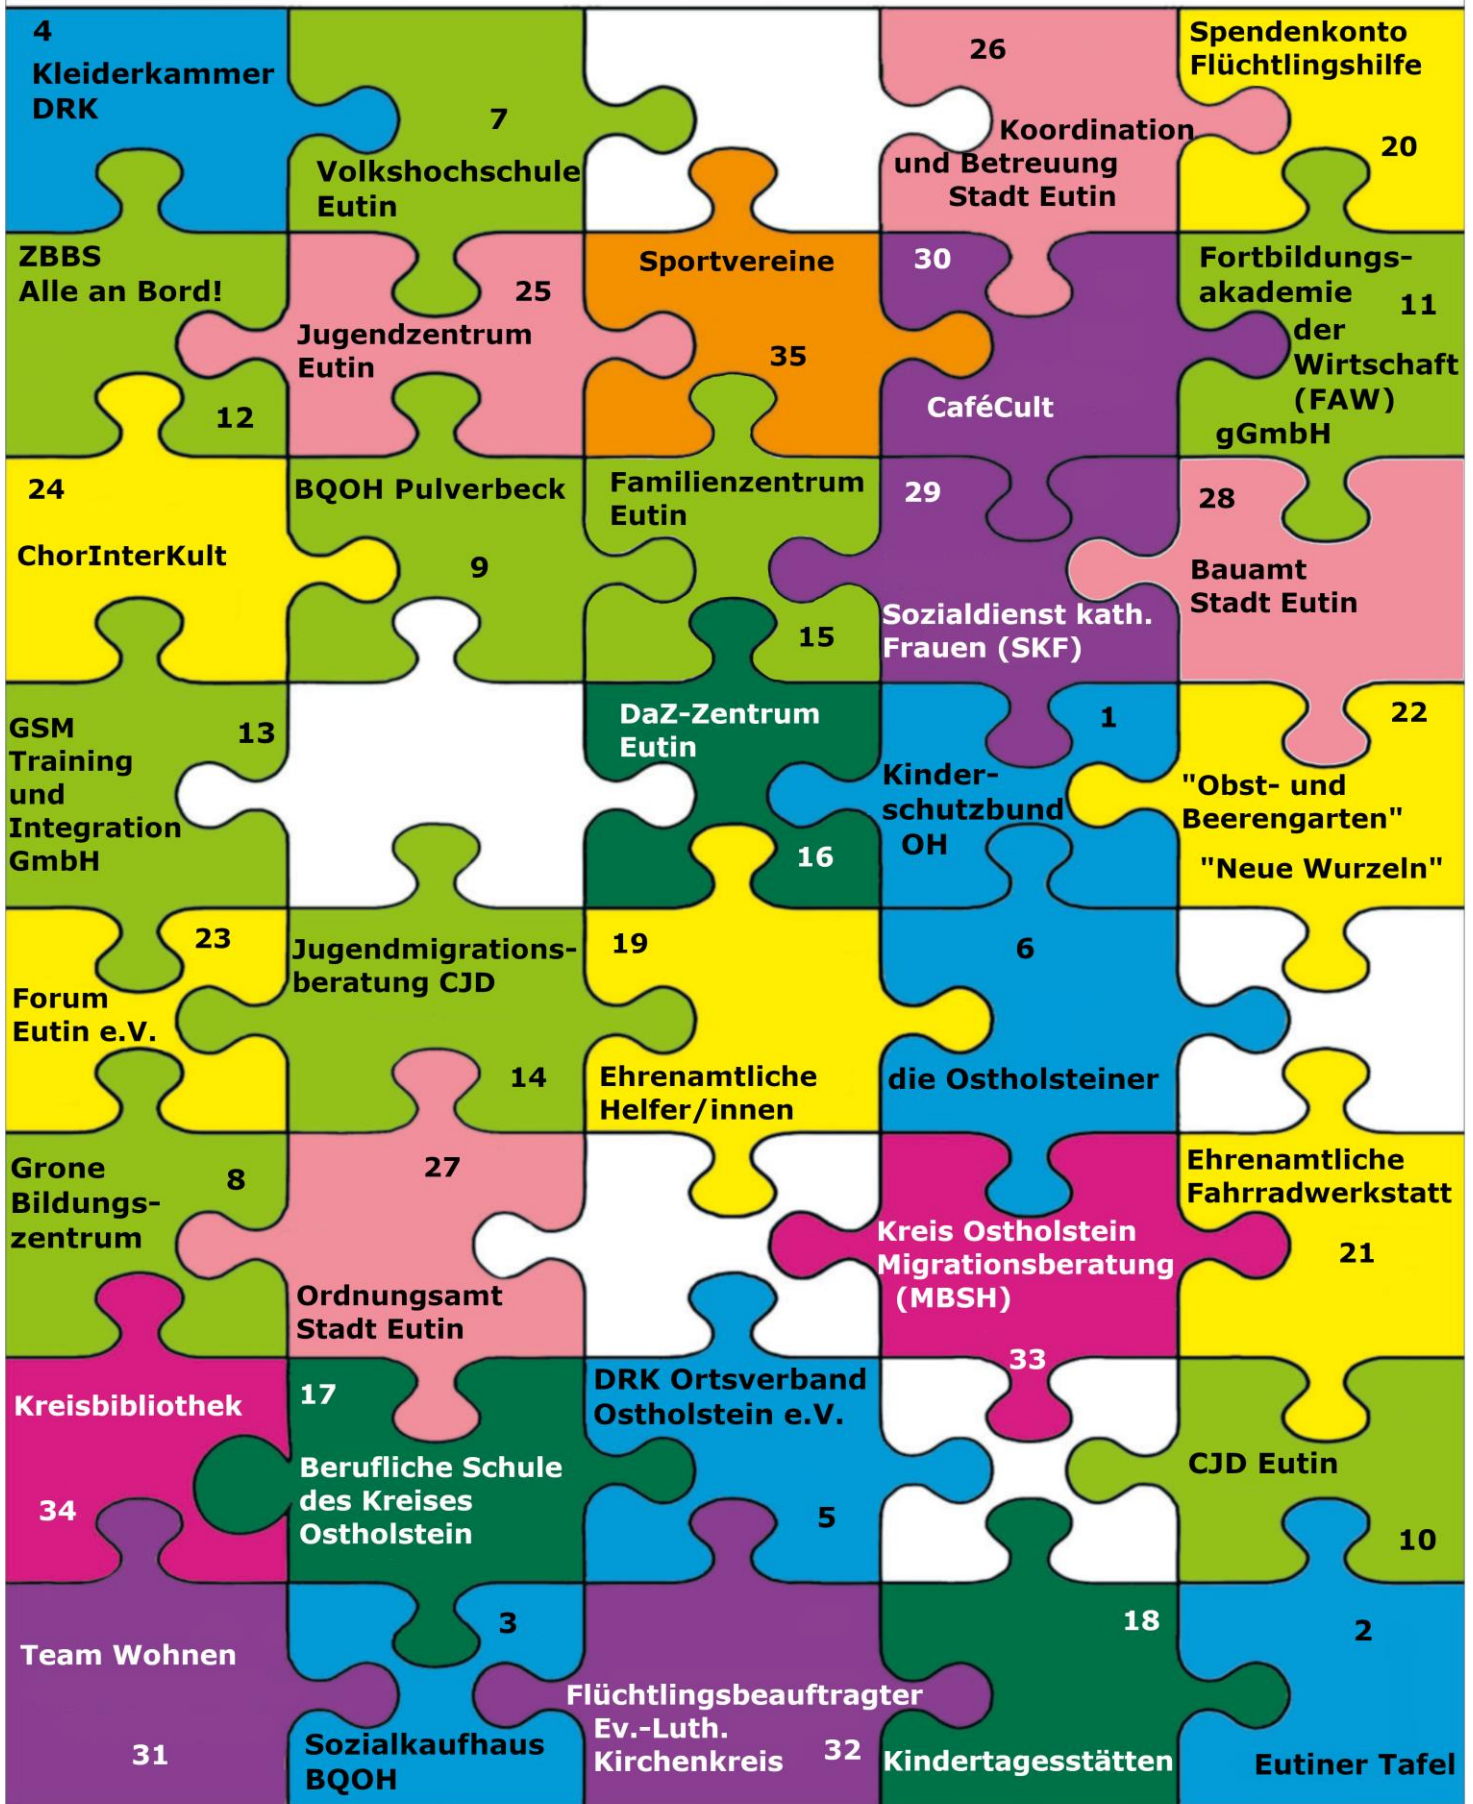 4
Kleiderkammer
DRK
7
Volkshochschule
Eutin
26
Koordination
und Betreuung
Stadt Eutin
Spendenkonto
Flüchtlingshilfe
20
ZBBS
Alle an Bord!
12
25
Jugendzentrum
Eutin
Sportvereine
35
30
CaféCult
Fortbildungs-
akademie
11
der
Wirtschaft
(FAW)
gGmbH
24
ChorInterKult
BQOH Pulverbeck
9
Familienzentrum
Eutin
15
29
Sozialdienst kath.
Frauen (SKF)
28
Bauamt
Stadt Eutin
GSM
13
Training
und
Integration
GmbH
DaZ-Zentrum
Eutin
16
1
Kinder-
schutzbund
OH
22
"Obst- und
Beerengarten"
"Neue Wurzeln"
23
Forum
Eutin e.V.
Jugendmigrations-
beratung CJD
14
19
Ehrenamtliche
Helfer/innen
6
die Ostholsteiner
Grone
8
Bildungs-
zentrum
27
Ordnungsamt
Stadt Eutin
Kreis Ostholstein
Migrationsberatung
(MBSH)
33
Ehrenamtliche
Fahrradwerkstatt
21
Kreisbibliothek
34
17
Berufliche Schule
des Kreises
Ostholstein
DRK Ortsverband
Ostholstein e.V.
5
CJD Eutin
10
Team Wohnen
31
3
Sozialkaufhaus
BQOH
Flüchtlingsbeauftragter
Ev.-Luth.
Kirchenkreis 32
18
Kindertagesstätten
2
Eutiner Tafel